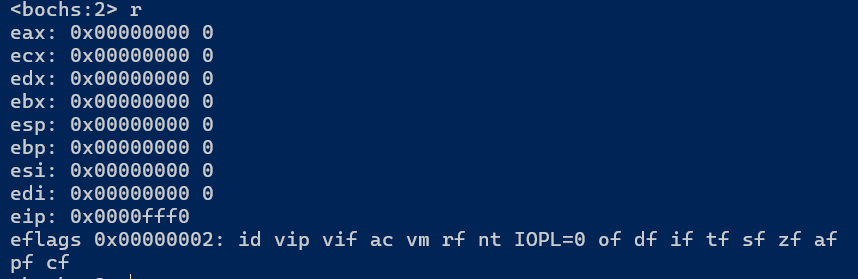 <bochs:2> r
eax: 0x00000000 0
ecx: 0x00000000 0
edx: 0x00000000 0
ebx: 0x00000000 0
esp: 0x00000000 0
ebp: 0x00000000 0
esi: 0x00000000 0
edi: 0x00000000 0
eip: 0x0000fff0
eflags 0x00000002: id vip vif ac vm rf nt IOPL=0 of df if tf sf zf af
pf cf